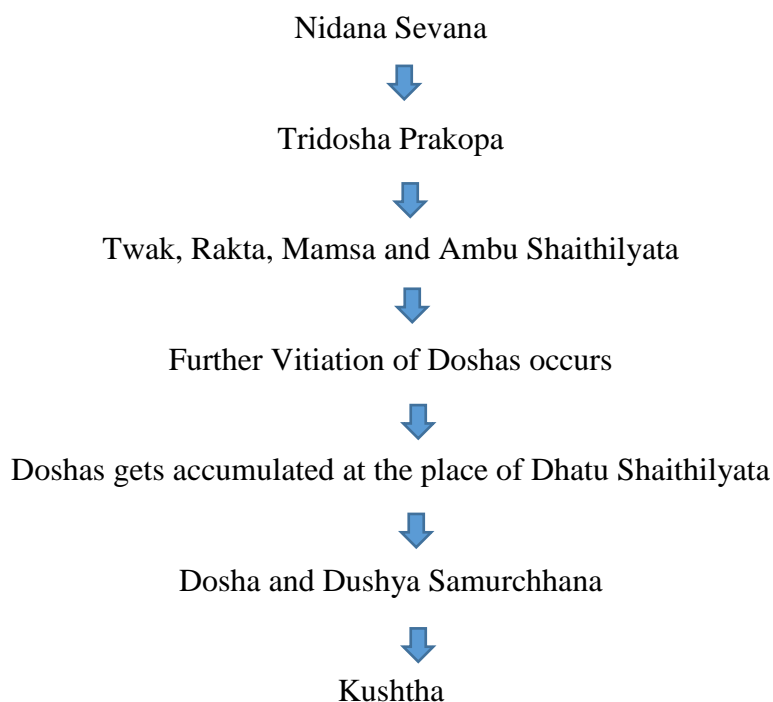 Nidana Sevana
Tridosha Prakopa
Twak, Rakta, Mamsa and Ambu Shaithilyata
Further Vitiation of Doshas occurs
Doshas gets accumulated at the place of Dhatu Shaithilyata
Dosha and Dushya Samurchhana
Kushtha